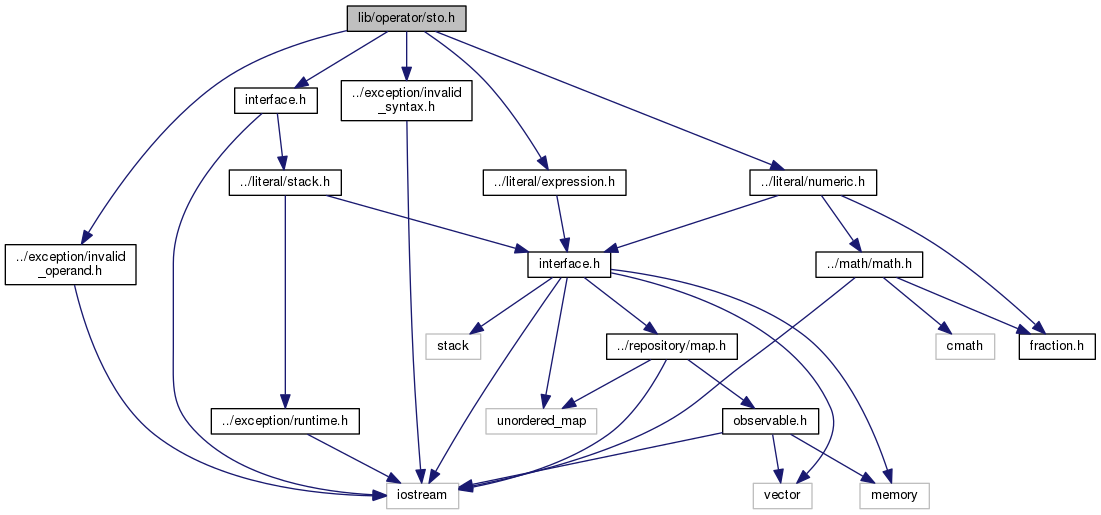 lib/operator/sto.h
interface.h
../exception/invalid
_syntax.h
../literal/stack.h
../literal/expression.h
../literal/numeric.h
../exception/invalid
_operand.h
interface.h
../math/math.h
stack
../repository/map.h
cmath
fraction.h
../exception/runtime.h
unordered_map
observable.h
iostream
vector
memory